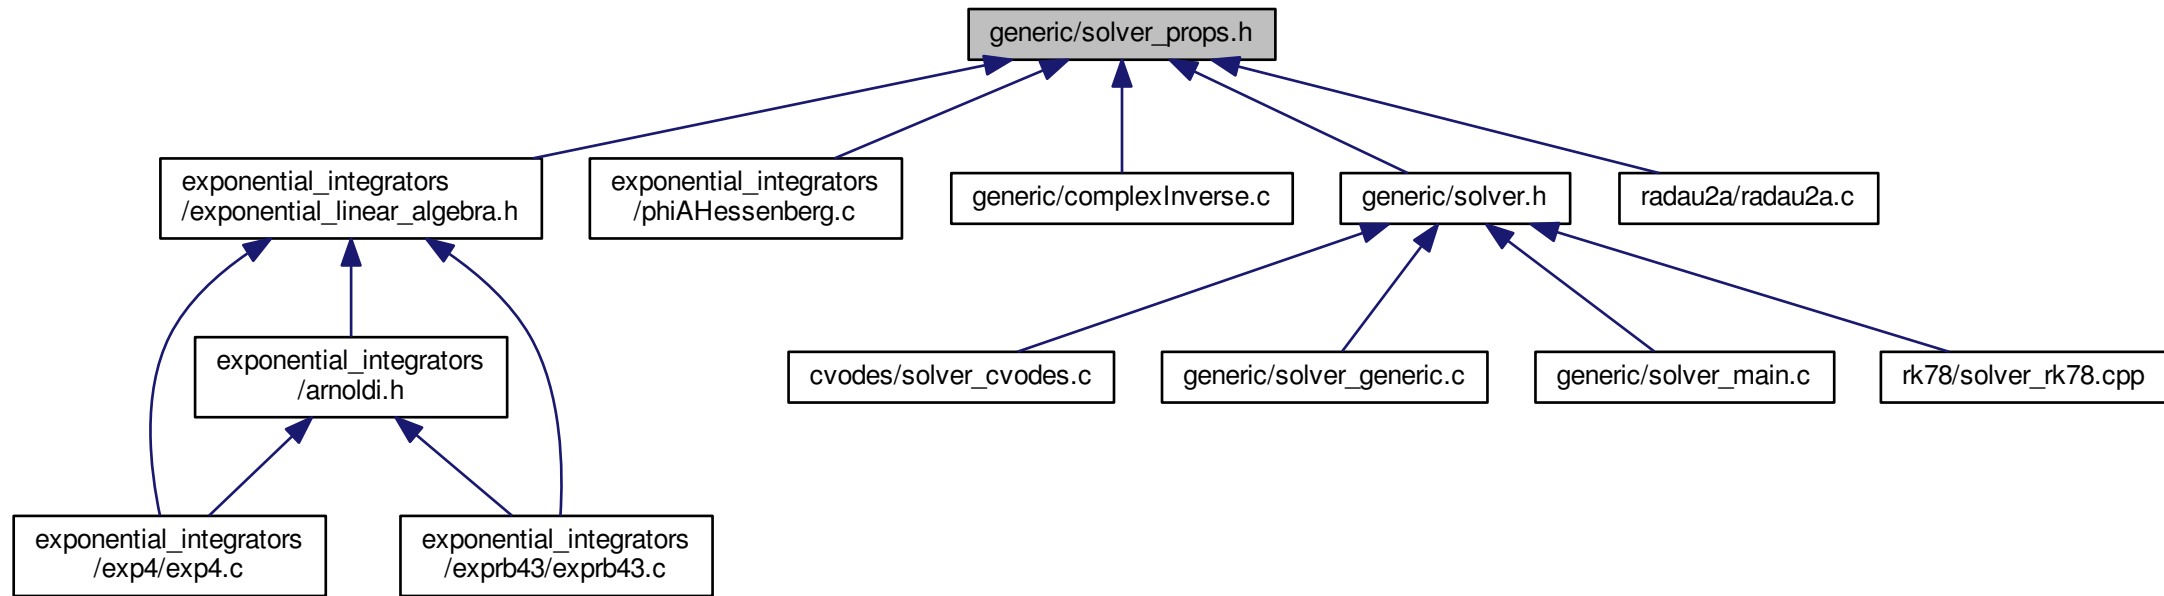 generic/solver_props.h
exponential_integrators
/exponential_linear_algebra.h
exponential_integrators
/phiAHessenberg.c
generic/complexInverse.c
generic/solver.h
radau2a/radau2a.c
exponential_integrators
/arnoldi.h
cvodes/solver_cvodes.c
generic/solver_generic.c
generic/solver_main.c
rk78/solver_rk78.cpp
exponential_integrators
/exp4/exp4.c
exponential_integrators
/exprb43/exprb43.c